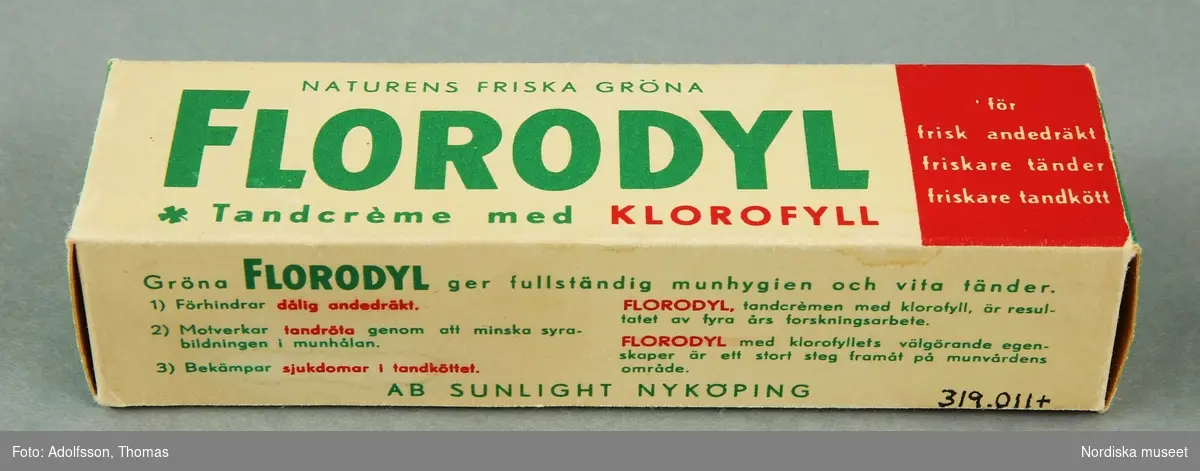 NATURENS FRISKA GRÖNA
FLORODYL
Tandcrème med KLOROFYLL
för
frisk andedräkt
friskare tänder
friskare tandkött
Gröna FLORODYL ger fullständig munhygien och vita tänder.
1) Förhindrar dålig andedräkt.
2) Motverkar tandröta genom att minska syra-
bildningen i munhålan.
3) Bekämpar sjukdomar i tandköttet.
FLORODYL, tandcrèmen med klorofyll, är resul-
tatet av fyra års forskningsarbete.
FLORODYL med klorofyllets välgörande egen-
skaper är ett stort steg framåt på munvårdens
område.
AB SUNLIGHT NYKÖPING
319.011+
Foto: Adolfsson, Thomas
Nordiska museet